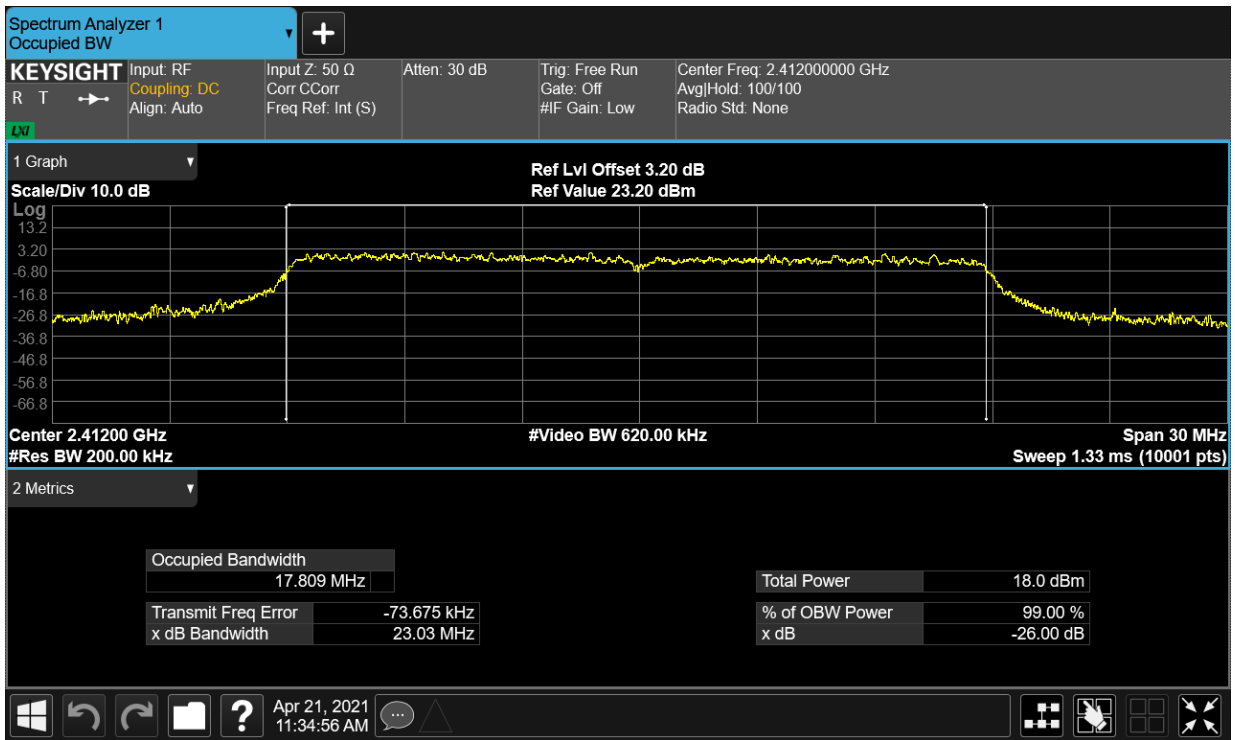 Spectrum Analyzer 1
Occupied BW
+
KEYSIGHT
R T
LXI
Input: RF
Coupling: DC
Align: Auto
Input Z: 50 Ω
Corr CCorr
Freq Ref: Int (S)
Atten: 30 dB
Trig: Free Run
Gate: Off
#IF Gain: Low
Center Freq: 2.412000000 GHz
Avg|Hold: 100/100
Radio Std: None
1 Graph
Scale/Div 10.0 dB
Ref Lvl Offset 3.20 dB
Ref Value 23.20 dBm
Log
13.2
3.20
-6.80
-16.8
-26.8
-36.8
-46.8
-56.8
-66.8
Center 2.41200 GHz
#Video BW 620.00 kHz
Span 30 MHz
#Res BW 200.00 kHz
Sweep 1.33 ms (10001 pts)
2 Metrics
Occupied Bandwidth
17.809 MHz
Transmit Freq Error -73.675 kHz
x dB Bandwidth 23.03 MHz
Total Power 18.0 dBm
% of OBW Power 99.00 %
x dB -26.00 dB
?
Apr 21, 2021
11:34:56 AM